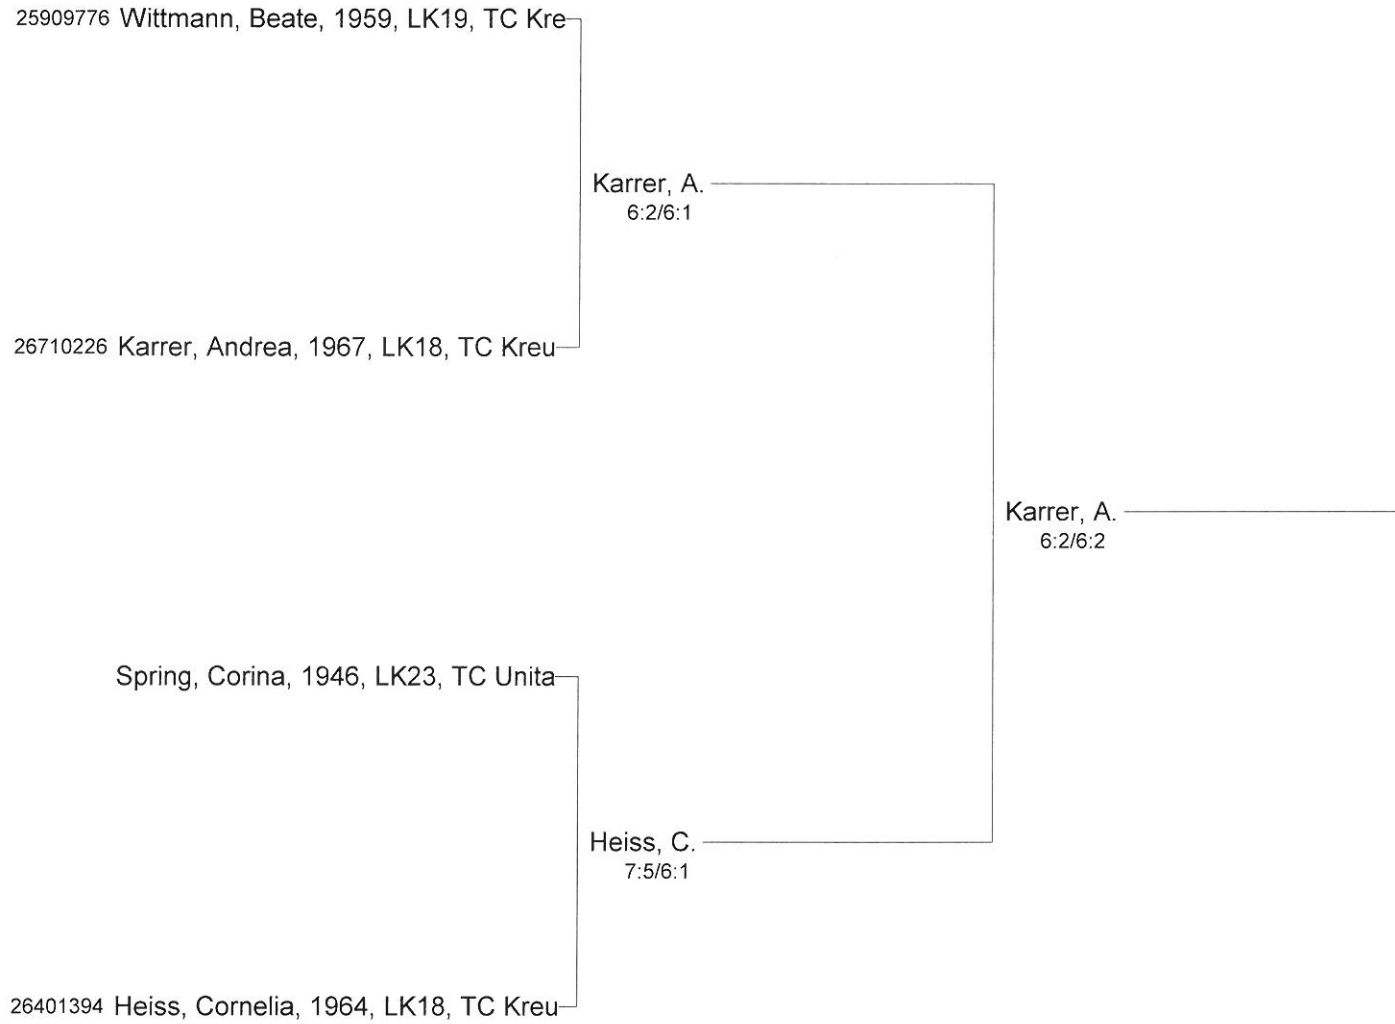 25909776 Wittmann, Beate, 1959, LK19, TC Kre
Karrer, A.
6:2/6:1
26710226 Karrer, Andrea, 1967, LK18, TC Kreu
Karrer, A.
6:2/6:2
Spring, Corina, 1946, LK23, TC Unita
Heiss, C.
7:5/6:1
26401394 Heiss, Cornelia, 1964, LK18, TC Kreu